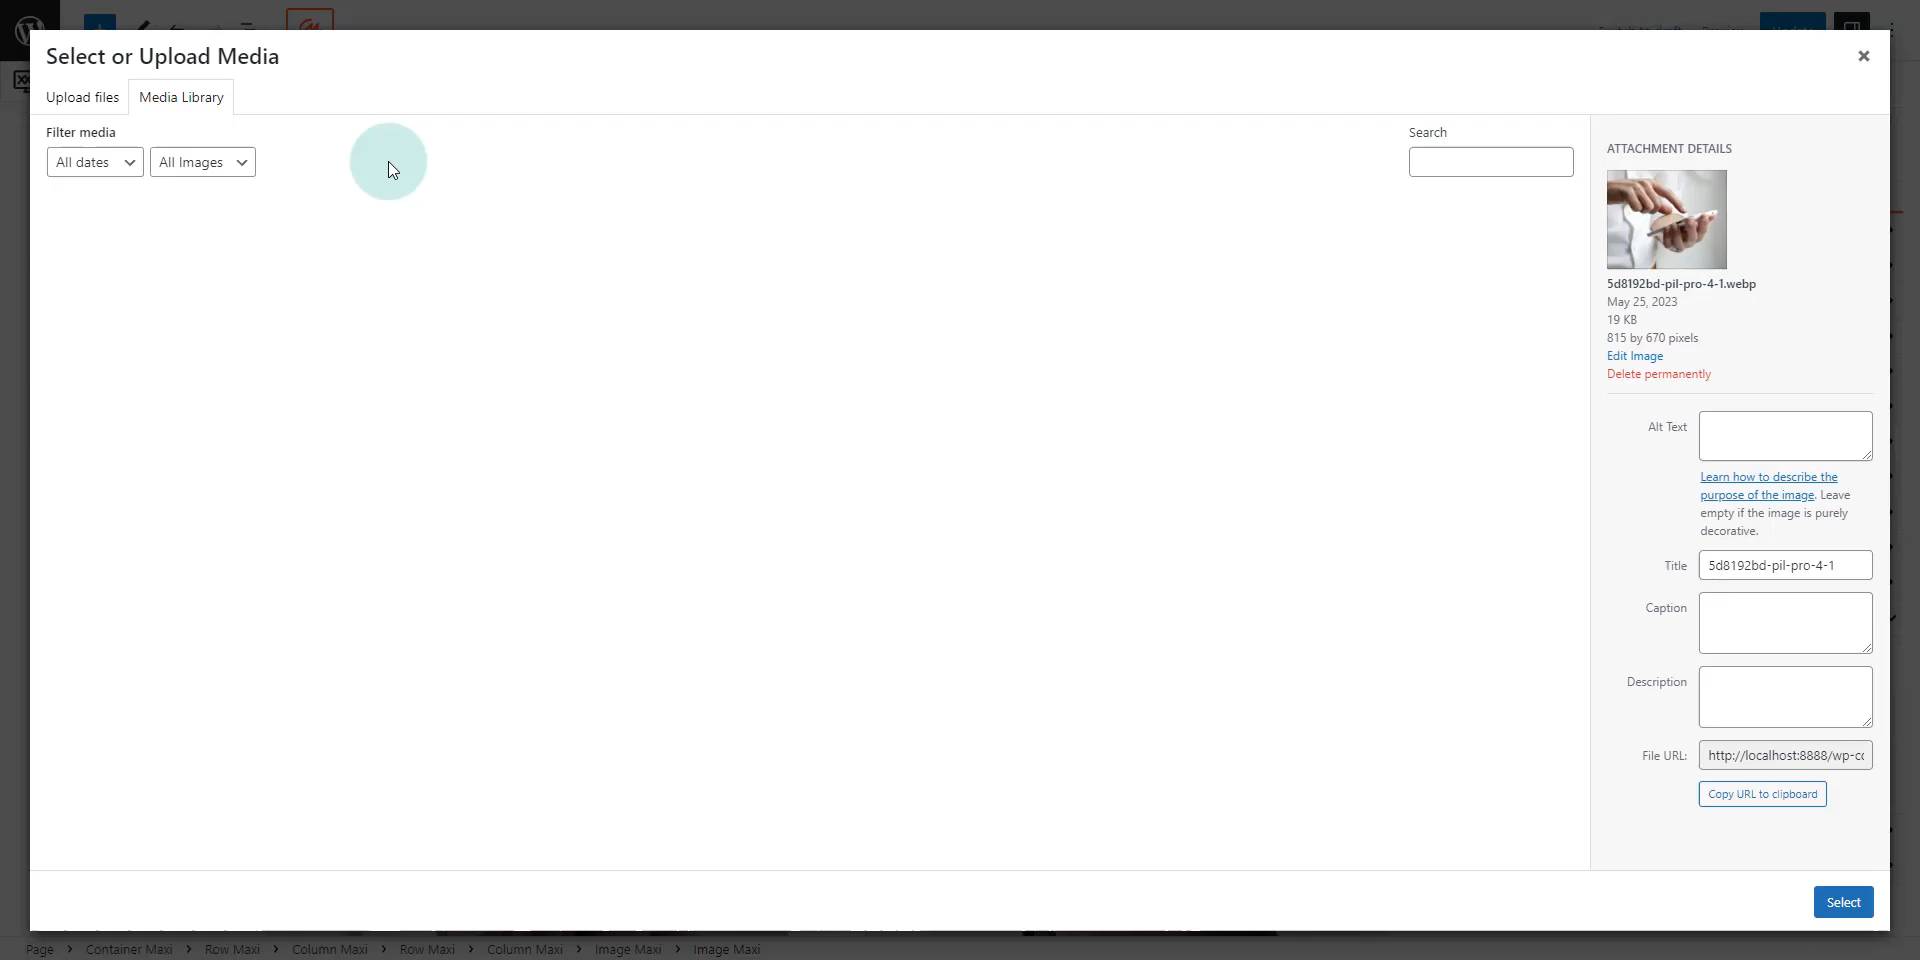 Select or Upload Media
Upload files
Media Library
Filter media
All dates
All Images
Search
ATTACHMENT DETAILS
5d8192bd-pil-pro-4-1.webp
May 25, 2023
19 KB
815 by 670 pixels
Edit Image
Delete permanently
Alt Text
Learn how to describe the
purpose of the image. Leave
empty if the image is purely
decorative.
Title
5d8192bd-pil-pro-4-1
Caption
Description
File URL:
http://localhost:8888/wp-co
Copy URL to clipboard
Select
Page > Container Maxi > Row Maxi > Column Maxi > Row Maxi > Column Maxi > Image Maxi > Image Maxi